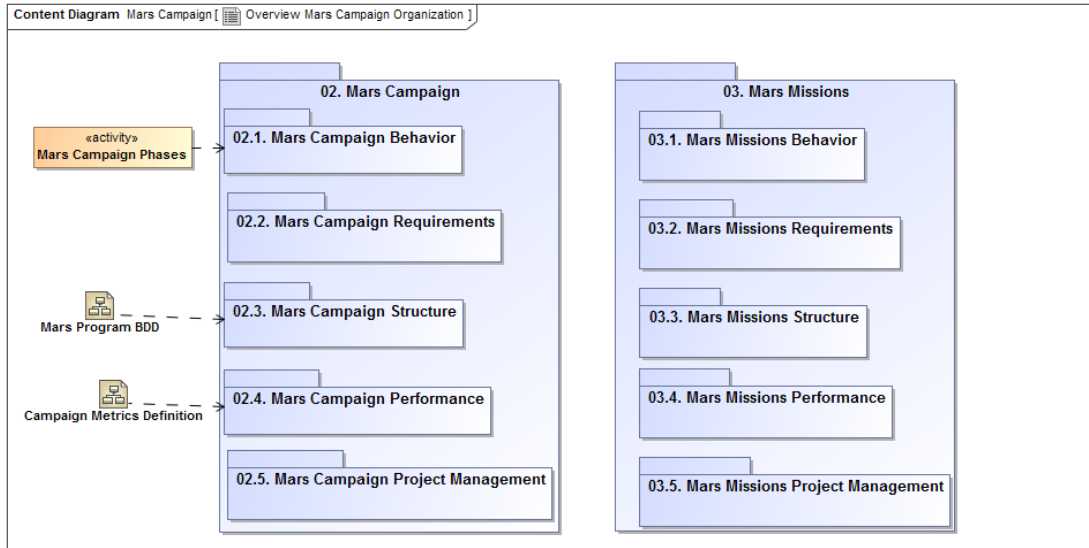 Content Diagram Mars Campaign [ Overview Mars Campaign Organization ]
02. Mars Campaign
02.1. Mars Campaign Behavior
02.2. Mars Campaign Requirements
02.3. Mars Campaign Structure
02.4. Mars Campaign Performance
02.5. Mars Campaign Project Management
03. Mars Missions
03.1. Mars Missions Behavior
03.2. Mars Missions Requirements
03.3. Mars Missions Structure
03.4. Mars Missions Performance
03.5. Mars Missions Project Management
«activity»
Mars Campaign Phases
Mars Program BDD
Campaign Metrics Definition